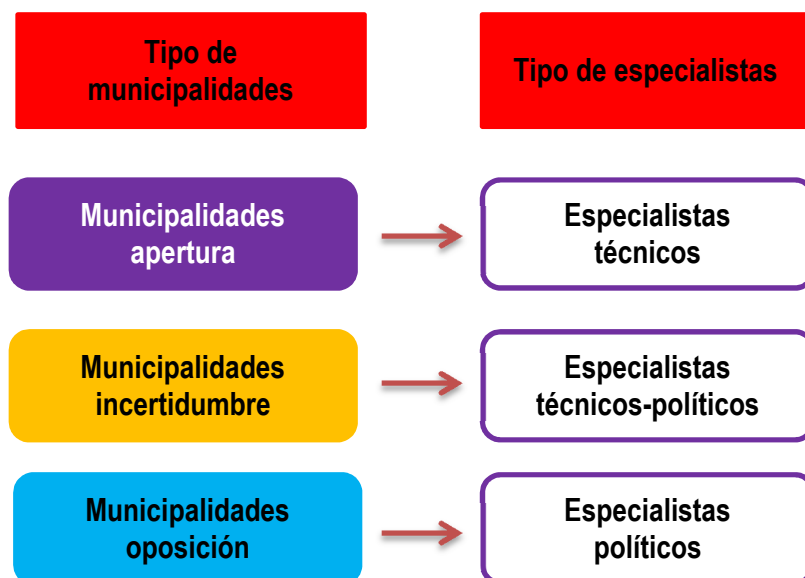 Tipo de
municipalidades
Tipo de especialistas
Municipalidades
apertura
Especialistas
técnicos
Municipalidades
incertidumbre
Especialistas
técnicos-políticos
Municipalidades
oposición
Especialistas
políticos